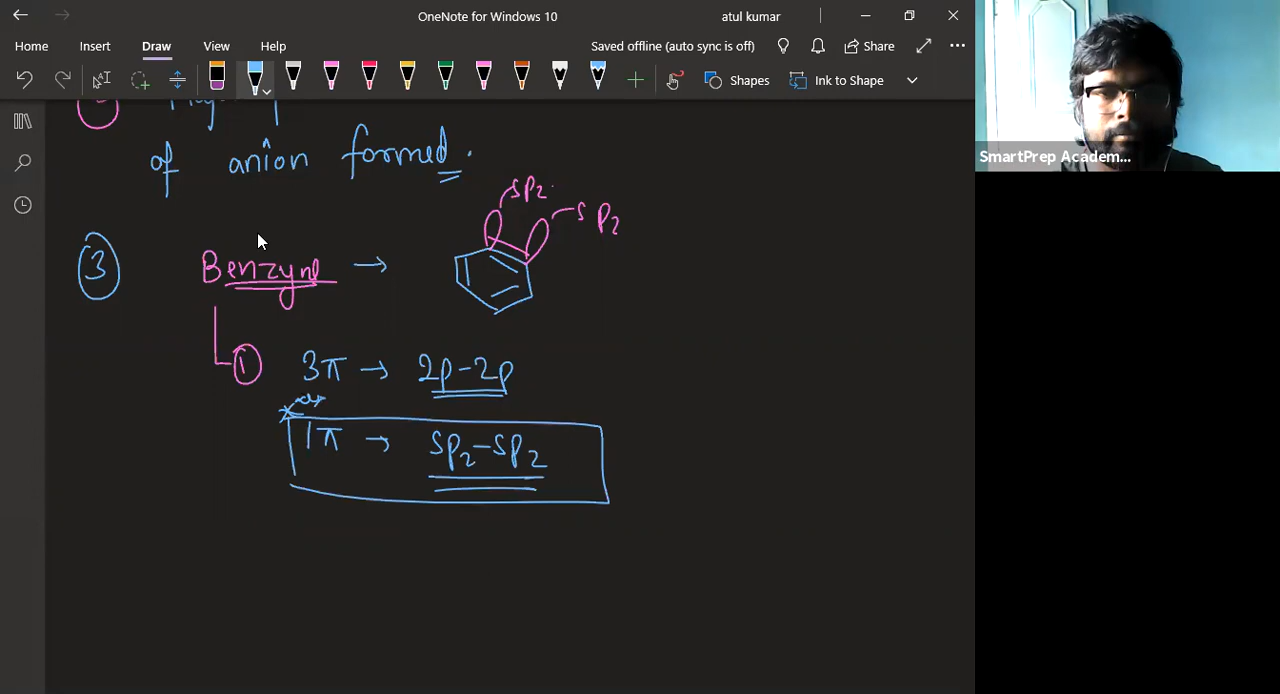 OneNote for Windows 10
atul kumar
Home Insert Draw View Help
Saved offline (auto sync is off)
Share
Shapes
Ink to Shape
SmartPrep Academ...
of anion formed.
sp2
sp2
3 Benzyne →
1 3π → 2p-2p
1π → sp2-sp2